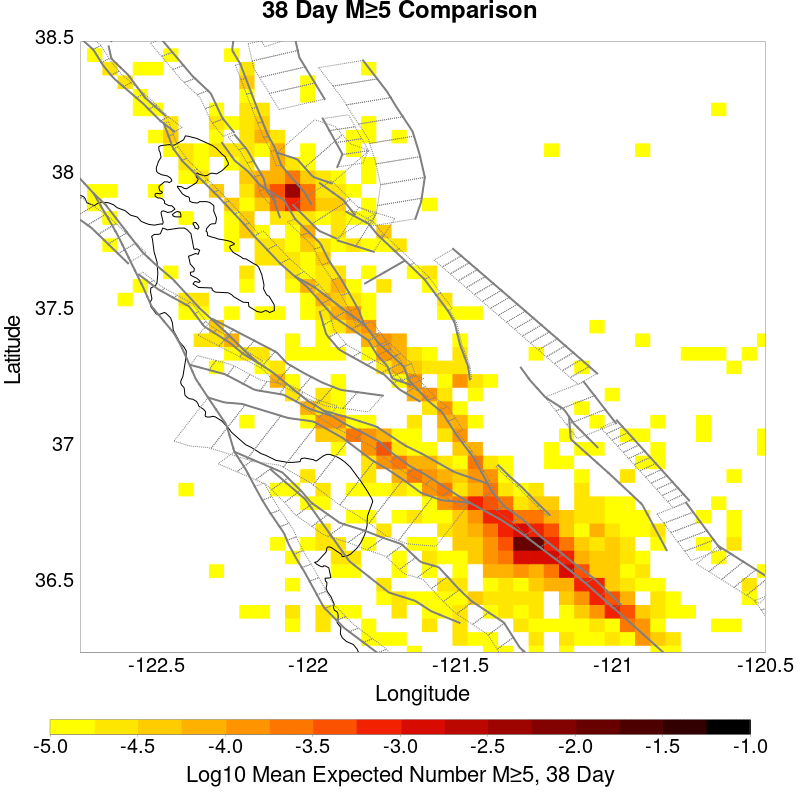 38 Day M≥5 Comparison
38.5
38
37.5
37
36.5
Latitude
-122.5 -122 -121.5 -121 -120.5
Longitude
-5.0 -4.5 -4.0 -3.5 -3.0 -2.5 -2.0 -1.5 -1.0
Log10 Mean Expected Number M≥5, 38 Day